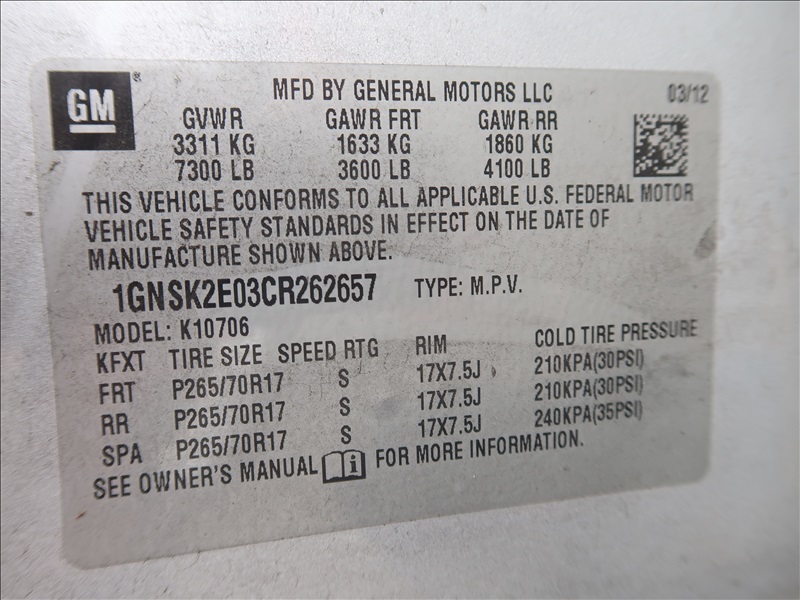 GM ®
MFD BY GENERAL MOTORS LLC 03/12
GVWR GAWR FRT GAWR RR
3311 KG 1633 KG 1860 KG
7300 LB 3600 LB 4100 LB
THIS VEHICLE CONFORMS TO ALL APPLICABLE U.S. FEDERAL MOTOR
VEHICLE SAFETY STANDARDS IN EFFECT ON THE DATE OF
MANUFACTURE SHOWN ABOVE.
1GNSK2E03CR262657 TYPE: M.P.V.
MODEL: K10706
KFXT TIRE SIZE SPEED RTG RIM COLD TIRE PRESSURE
FRT P265/70R17 S 17X7.5J 210KPA(30PSI)
RR P265/70R17 S 17X7.5J 210KPA(30PSI)
SPA P265/70R17 S 17X7.5J 240KPA(35PSI)
SEE OWNER'S MANUAL i FOR MORE INFORMATION.